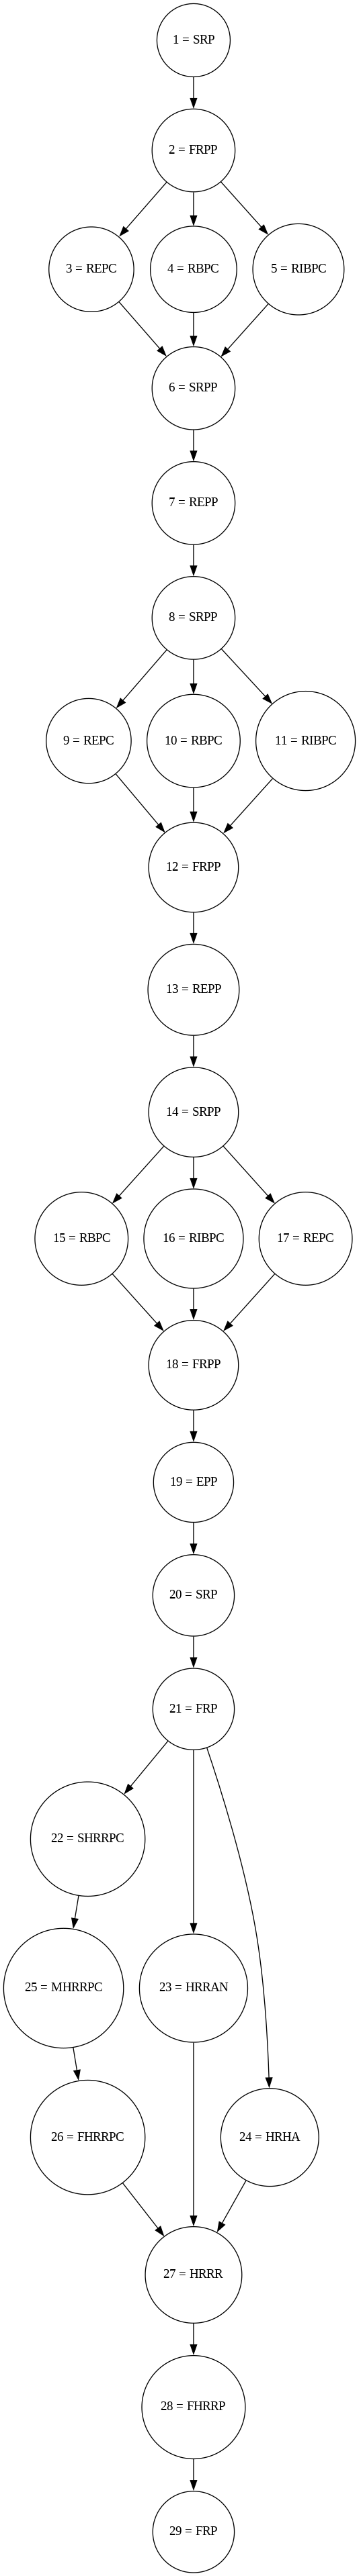 1 = SRP
2 = FRPP
3 = REPC
4 = RBPC
5 = RIBPC
6 = SRPP
7 = REPP
8 = SRPP
9 = REPC
10 = RBPC
11 = RIBPC
12 = FRPP
13 = REPP
14 = SRPP
15 = RBPC
16 = RIBPC
17 = REPC
18 = FRPP
19 = EPP
20 = SRP
21 = FRP
22 = SHRRPC
25 = MHRRPC
23 = HRRAN
26 = FHRRPC
24 = HRHA
27 = HRRR
28 = FHRRP
29 = FRP